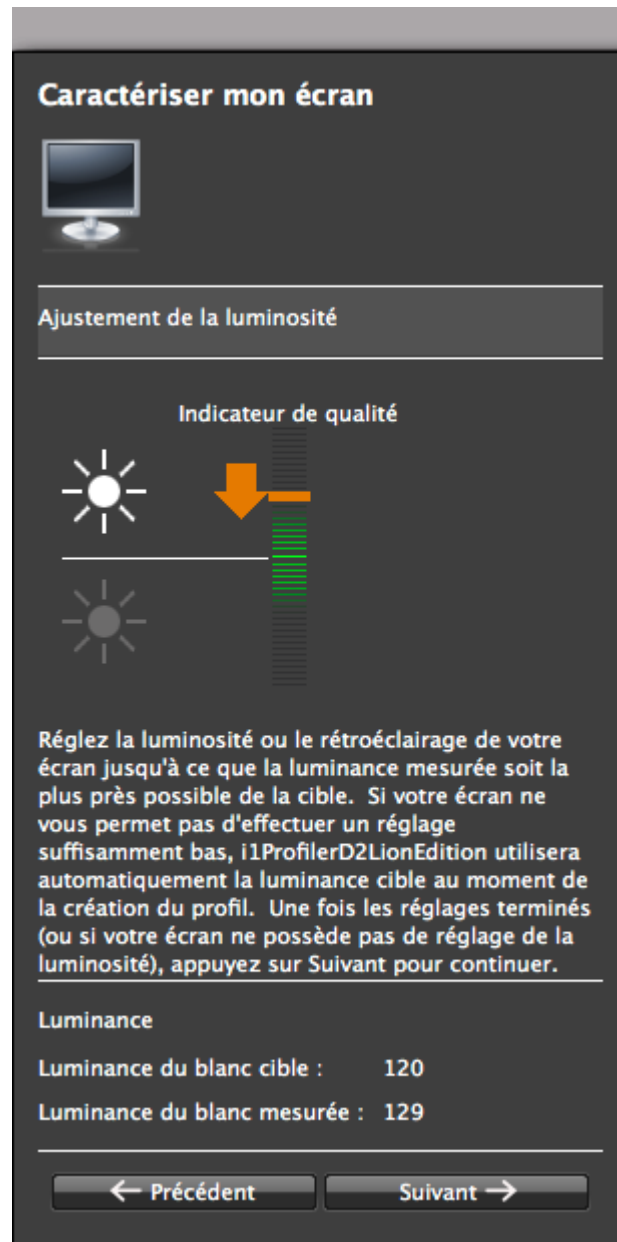 Caractériser mon écran
Ajustement de la luminosité
Indicateur de qualité
Réglez la luminosité ou le rétroéclairage de votre
écran jusqu'à ce que la luminance mesurée soit la
plus près possible de la cible.  Si votre écran ne
vous permet pas d'effectuer un réglage
suffisamment bas, i1ProfilerD2LionEdition utilisera
automatiquement la luminance cible au moment de
la création du profil.  Une fois les réglages terminés
(ou si votre écran ne possède pas de réglage de la
luminosité), appuyez sur Suivant pour continuer.
Luminance
Luminance du blanc cible : 120
Luminance du blanc mesurée : 129
← Précédent Suivant →